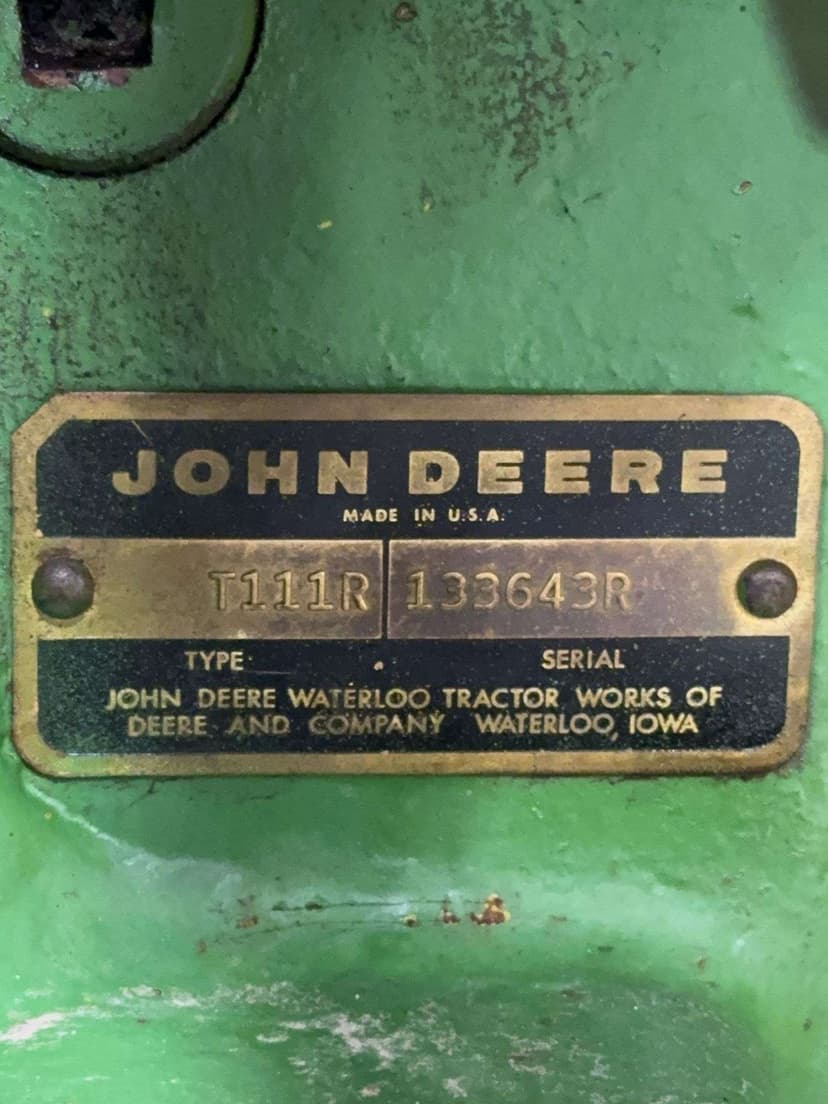 JOHN DEERE
MADE IN U.S.A.
T111R 133643R
TYPE SERIAL
JOHN DEERE WATERLOO TRACTOR WORKS OF
DEERE AND COMPANY WATERLOO, IOWA